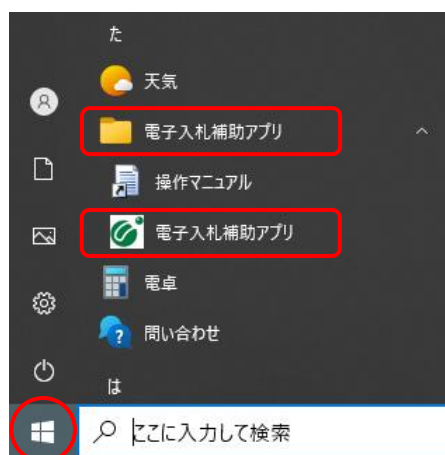 た
天気
電子入札補助アプリ
操作マニュアル
電子入札補助アプリ
電卓
問い合わせ
は
ここに入力して検索